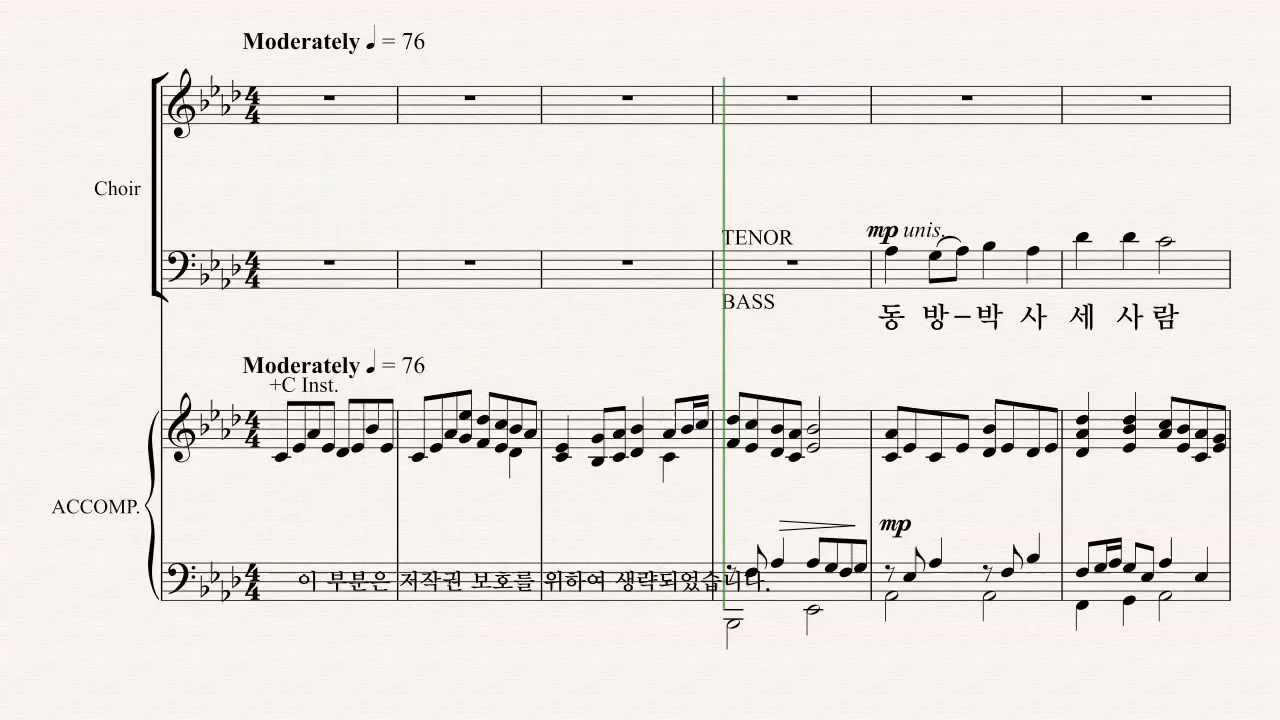 Moderately ♩ = 76
Choir
TENOR
mp unis.
BASS
동 방 – 박 사 세 사 람
Moderately ♩ = 76
+C Inst.
ACCOMP.
mp
이 부분은 저작권 보호를 위하여 생략되었습니다.